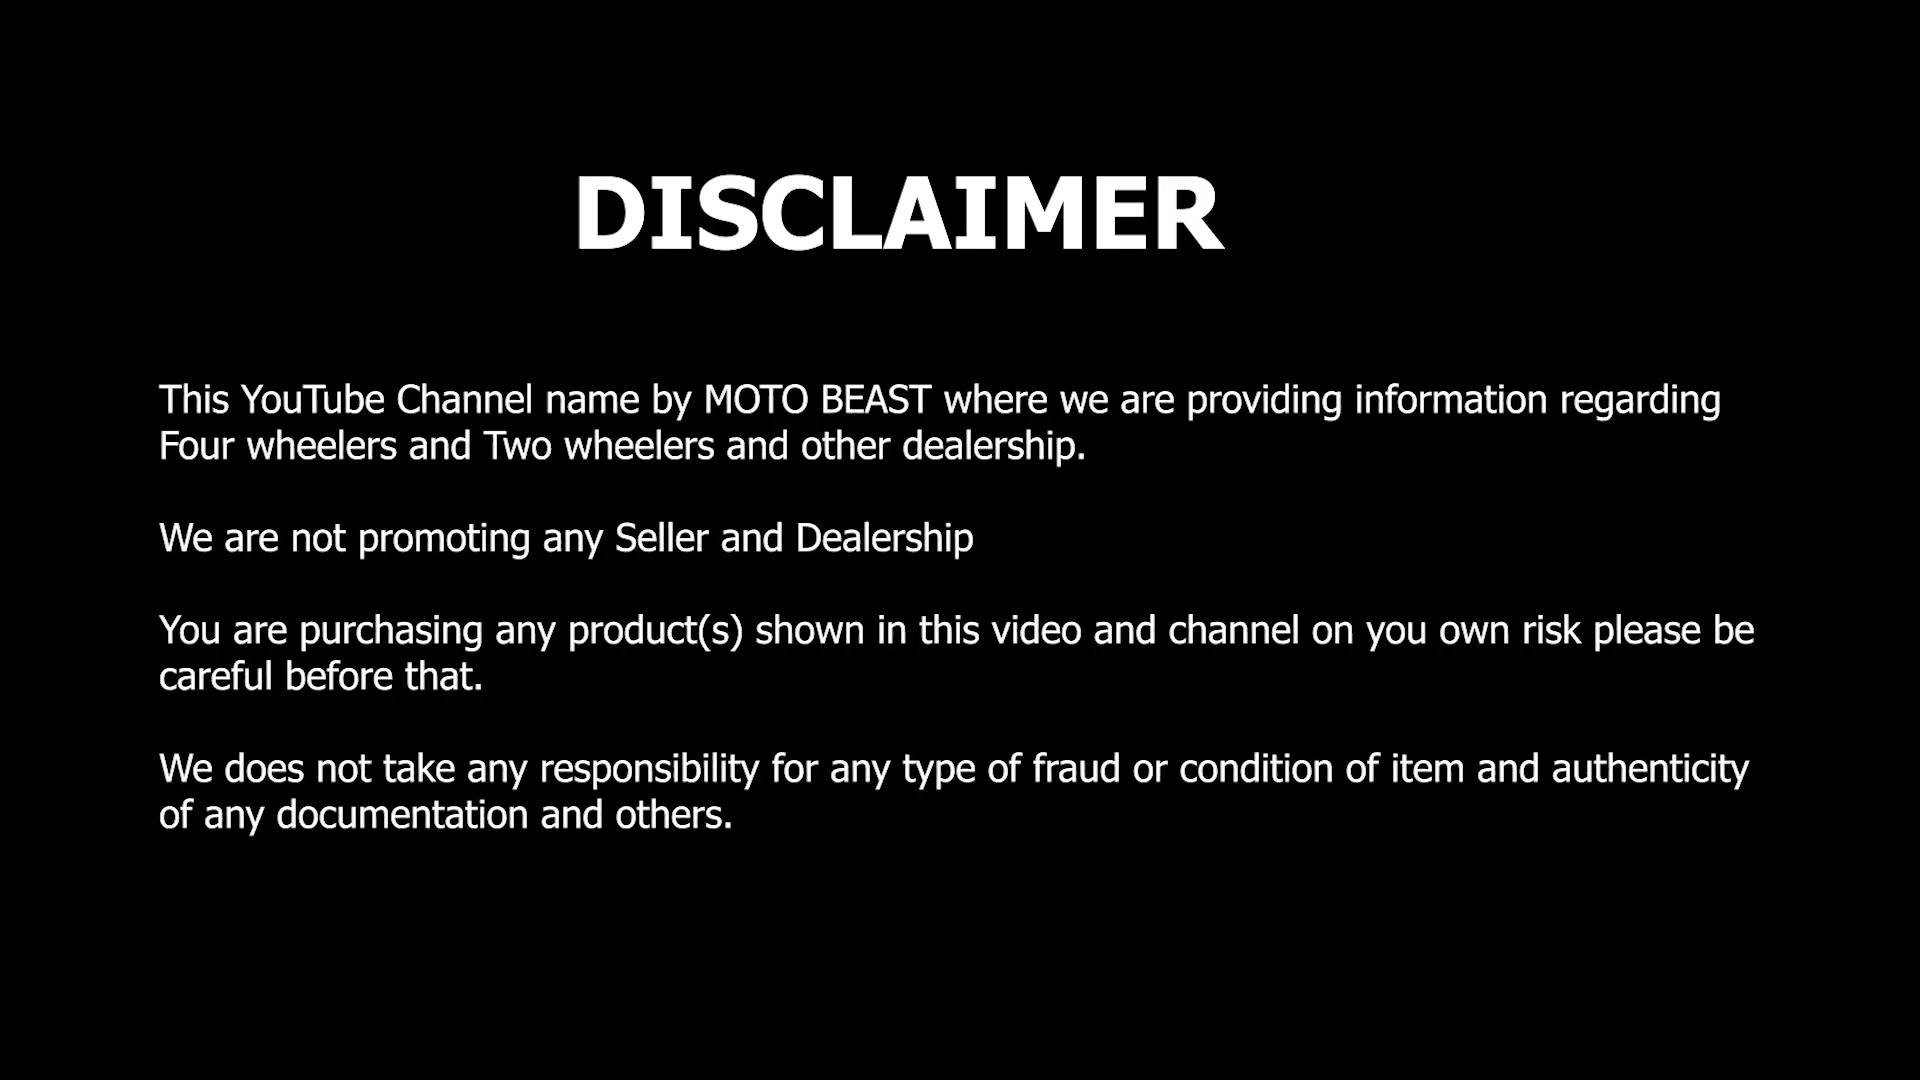 DISCLAIMER
This YouTube Channel name by MOTO BEAST where we are providing information regarding
Four wheelers and Two wheelers and other dealership.
We are not promoting any Seller and Dealership
You are purchasing any product(s) shown in this video and channel on you own risk please be
careful before that.
We does not take any responsibility for any type of fraud or condition of item and authenticity
of any documentation and others.